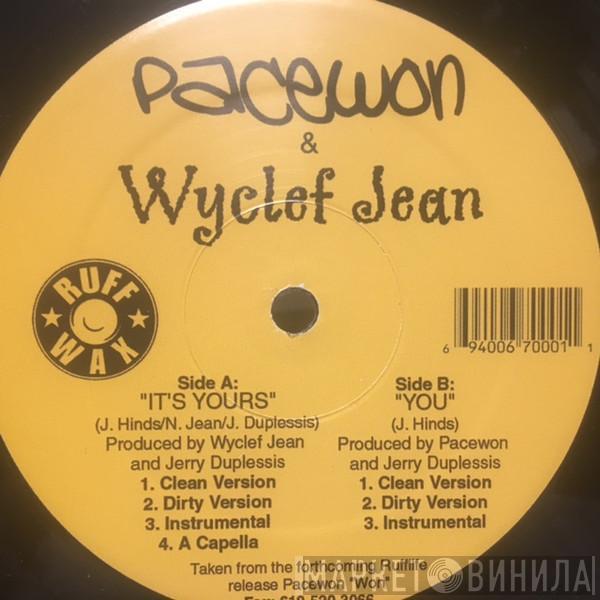 Pacewon
&
Wyclef Jean
RUFF
WAX
6 94006 70001 1
Side A:
"IT'S YOURS"
(J. Hinds/N. Jean/J. Duplessis)
Produced by Wyclef Jean
and Jerry Duplessis
1. Clean Version
2. Dirty Version
3. Instrumental
4. A Capella
Side B:
"YOU"
(J. Hinds)
Produced by Pacewon
and Jerry Duplessis
1. Clean Version
2. Dirty Version
3. Instrumental
Taken from the forthcoming Rufflife
release Pacewon "Won"
МАРКЕТ ВИНИЛА